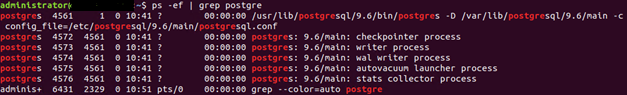 administrator@          :~$ ps -ef | grep postgre
postgres  4561     1  0 10:41 ?        00:00:00 /usr/lib/postgresql/9.6/bin/postgres -D /var/lib/postgresql/9.6/main -c
config_file=/etc/postgresql/9.6/main/postgresql.conf
postgres  4572  4561  0 10:41 ?        00:00:00 postgres: 9.6/main: checkpointer process
postgres  4573  4561  0 10:41 ?        00:00:00 postgres: 9.6/main: writer process
postgres  4574  4561  0 10:41 ?        00:00:00 postgres: 9.6/main: wal writer process
postgres  4575  4561  0 10:41 ?        00:00:00 postgres: 9.6/main: autovacuum launcher process
postgres  4576  4561  0 10:41 ?        00:00:00 postgres: 9.6/main: stats collector process
adminis+  6431  2329  0 10:51 pts/0    00:00:00 grep --color=auto postgre